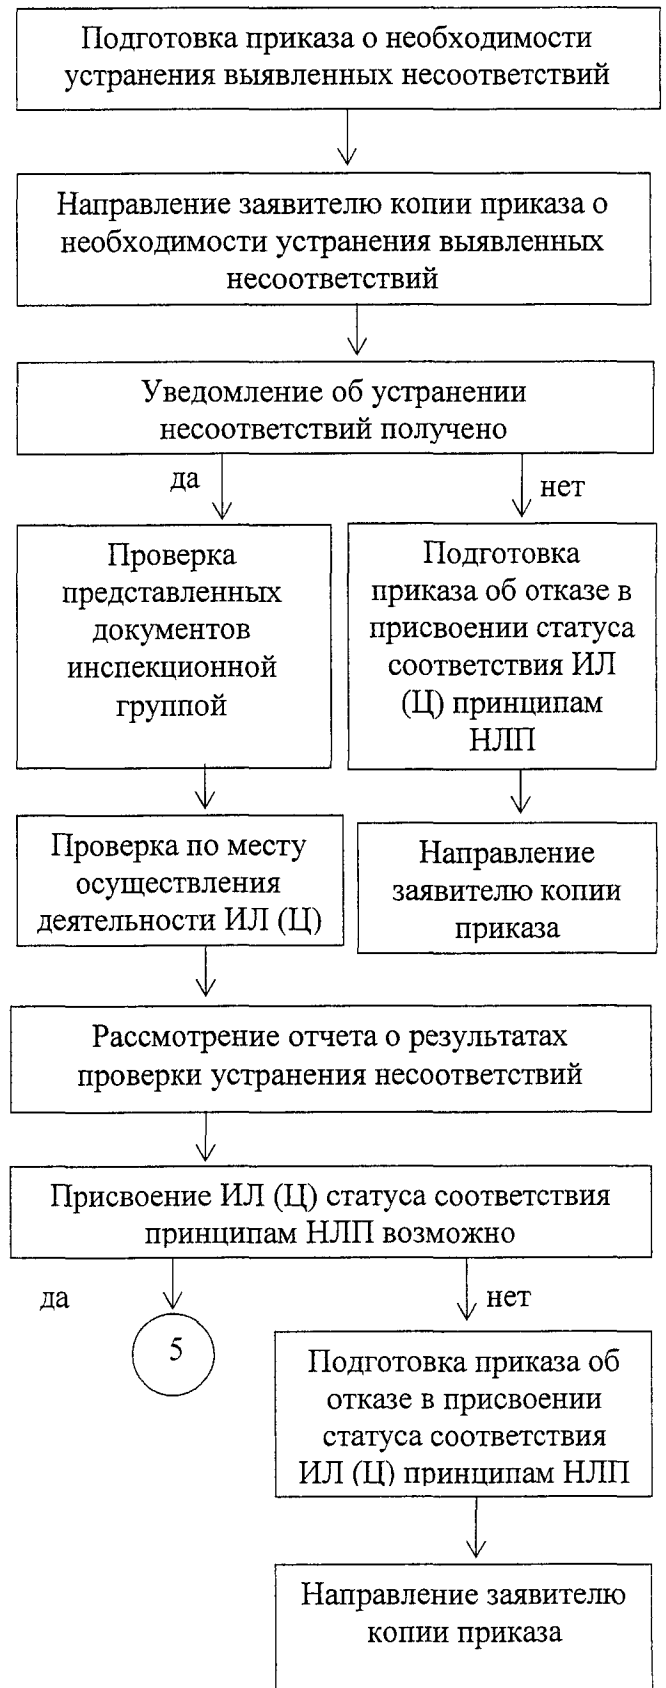 Подготовка приказа о необходимости
устранения выявленных несоответствий
Направление заявителю копии приказа о
необходимости устранения выявленных
несоответствий
Уведомление об устранении
несоответствий получено
да
нет
Проверка
представленных
документов
инспекционной
группой
Подготовка
приказа об отказе в
присвоении статуса
соответствия ИЛ
(Ц) принципам
НЛП
Проверка по месту
осуществления
деятельности ИЛ (Ц)
Направление
заявителю копии
приказа
Рассмотрение отчета о результатах
проверки устранения несоответствий
Присвоение ИЛ (Ц) статуса соответствия
принципам НЛП возможно
да
нет
5
Подготовка приказа об
отказе в присвоении
статуса соответствия
ИЛ (Ц) принципам НЛП
Направление заявителю
копии приказа